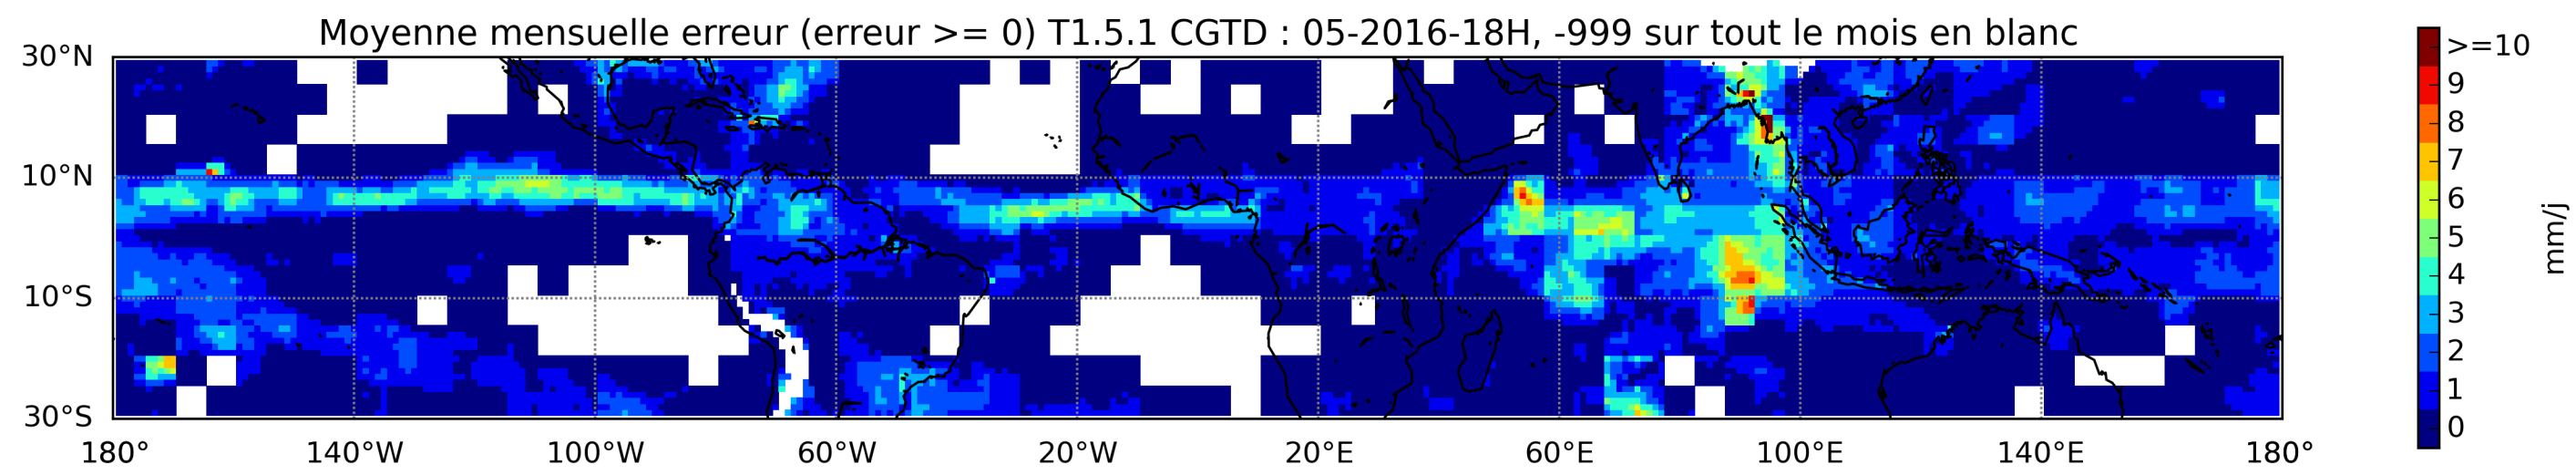 Moyenne mensuelle erreur (erreur >= 0) T1.5.1 CGTD : 05-2016-18H, -999 sur tout le mois en blanc
30°N
10°N
10°S
30°S
180° 140°W 100°W 60°W 20°W 20°E 60°E 100°E 140°E 180°
>=10
9
8
7
6
5
4
3
2
1
0
mm/j